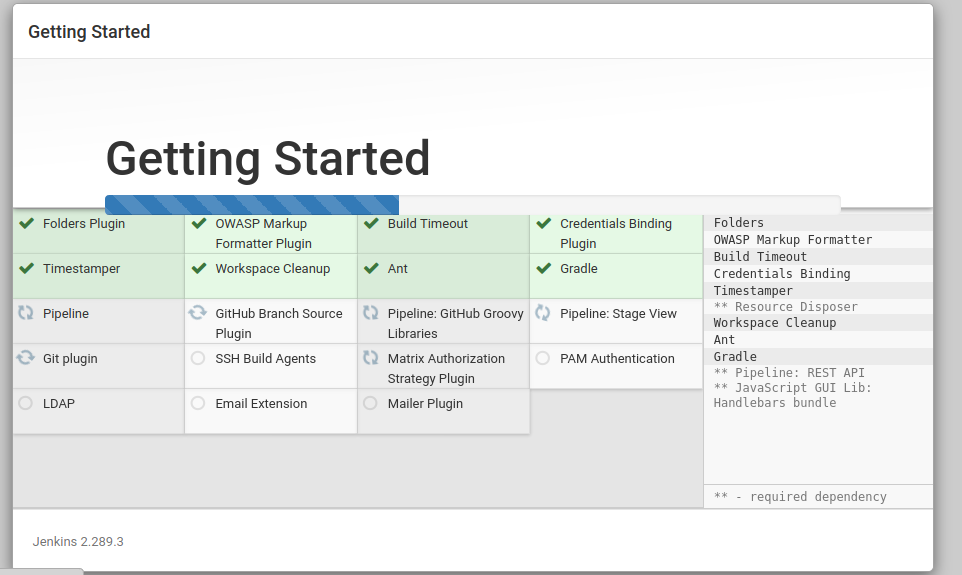 Getting Started
Getting Started
Folders Plugin
OWASP Markup
Formatter Plugin
Build Timeout
Credentials Binding
Plugin
Timestamper
Workspace Cleanup
Ant
Gradle
Pipeline
GitHub Branch Source
Plugin
Pipeline: GitHub Groovy
Libraries
Pipeline: Stage View
Git plugin
SSH Build Agents
Matrix Authorization
Strategy Plugin
PAM Authentication
LDAP
Email Extension
Mailer Plugin
Folders
OWASP Markup Formatter
Build Timeout
Credentials Binding
Timestamper
** Resource Disposer
Workspace Cleanup
Ant
Gradle
** Pipeline: REST API
** JavaScript GUI Lib:
Handlebars bundle
** - required dependency
Jenkins 2.289.3